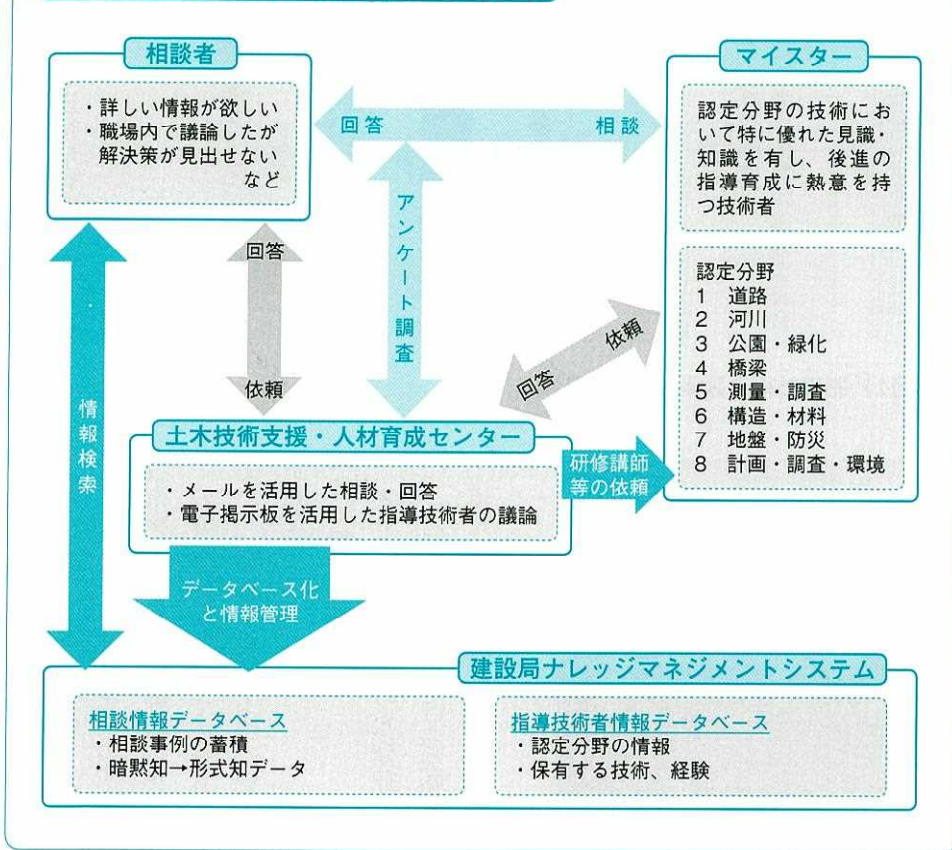 相談者
・詳しい情報が欲しい
・職場内で議論したが
解決策が見出せない
など
回答
相談
マイスター
認定分野の技術にお
いて特に優れた見識・
知識を有し、後進の
指導育成に熱意を持
つ技術者
認定分野
1 道路
2 河川
3 公園・緑化
4 橋梁
5 測量・調査
6 構造・材料
7 地盤・防災
8 計画・調査・環境
アンケート調査
回答
依頼
回答
依頼
情報検索
土木技術支援・人材育成センター
・メールを活用した相談・回答
・電子掲示板を活用した指導技術者の議論
研修講師
等の依頼
データベース化
と情報管理
建設局ナレッジマネジメントシステム
相談情報データベース
・相談事例の蓄積
・暗黙知→形式知データ
指導技術者情報データベース
・認定分野の情報
・保有する技術、経験